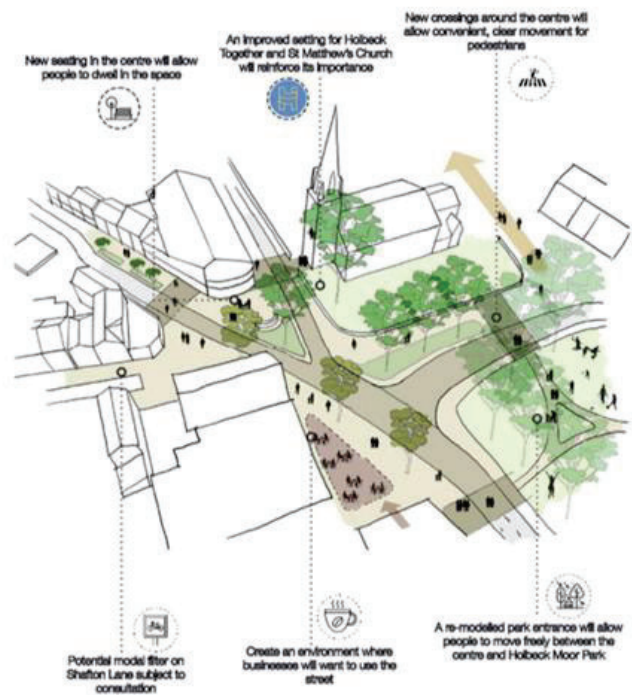 New seating in the centre will allow
people to dwell in the space
An improved setting for Holbeck
Together and St Matthew's Church
will reinforce its importance
New crossings around the centre will
allow convenient, clear movement for
pedestrians
Potential modal filter on
Shafton Lane subject to
consultation
Create an environment where
businesses will want to use the
street
A re-modelled park entrance will allow
people to move freely between the
centre and Holbeck Moor Park